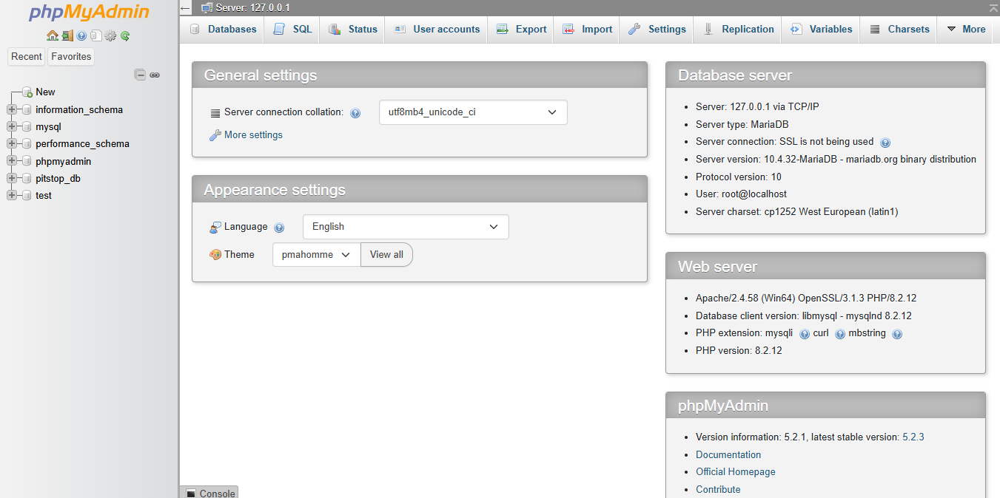 phpMyAdmin
Recent Favorites
New
information_schema
mysql
performance_schema
phpmyadmin
pitstop_db
test
Server: 127.0.0.1
Databases SQL Status User accounts Export Import Settings Replication Variables Charsets More
General settings
Server connection collation: utf8mb4_unicode_ci
More settings
Appearance settings
Language English
Theme pmahomme View all
Database server
Server: 127.0.0.1 via TCP/IP
Server type: MariaDB
Server connection: SSL is not being used
Server version: 10.4.32-MariaDB - mariadb.org binary distribution
Protocol version: 10
User: root@localhost
Server charset: cp1252 West European (latin1)
Web server
Apache/2.4.58 (Win64) OpenSSL/3.1.3 PHP/8.2.12
Database client version: libmysql - mysqlnd 8.2.12
PHP extension: mysqli curl mbstring
PHP version: 8.2.12
phpMyAdmin
Version information: 5.2.1, latest stable version: 5.2.3
Documentation
Official Homepage
Contribute
Console